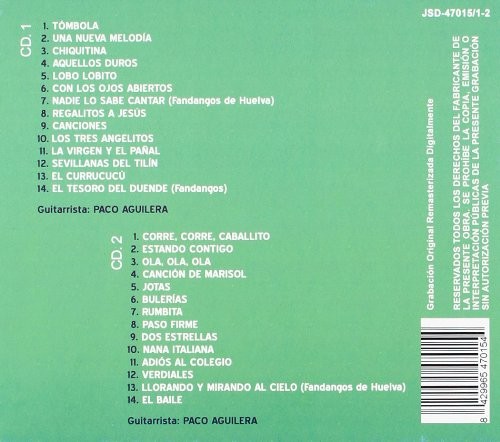 JSD-47015/1-2
CD. 1
1. TÓMBOLA
2. UNA NUEVA MELODÍA
3. CHIQUITINA
4. AQUELLOS DUROS
5. LOBO LOBITO
6. CON LOS OJOS ABIERTOS
7. NADIE LO SABE CANTAR (Fandangos de Huelva)
8. REGALITOS A JESÚS
9. CANCIONES
10. LOS TRES ANGELITOS
11. LA VIRGEN Y EL PAÑAL
12. SEVILLANAS DEL TILÍN
13. EL CURRUCUCÚ
14. EL TESORO DEL DUENDE (Fandangos)
Guitarrista: PACO AGUILERA
CD. 2
1. CORRE, CORRE, CABALLITO
2. ESTANDO CONTIGO
3. OLA, OLA, OLA
4. CANCIÓN DE MARISOL
5. JOTAS
6. BULERÍAS
7. RUMBITA
8. PASO FIRME
9. DOS ESTRELLAS
10. NANA ITALIANA
11. ADIÓS AL COLEGIO
12. VERDIALES
13. LLORANDO Y MIRANDO AL CIELO (Fandangos de Huelva)
14. EL BAILE
Guitarrista: PACO AGUILERA
Grabación Original Remasterizada Digitalmente
RESERVADOS TODOS LOS DERECHOS DEL FABRICANTE DE
LA PRESENTE OBRA. SE PROHÍBE LA COPIA, EMISIÓN O
INTERPRETACIÓN PÚBLICAS DE LA PRESENTE GRABACIÓN
SIN AUTORIZACIÓN PREVIA
8 429965 470154